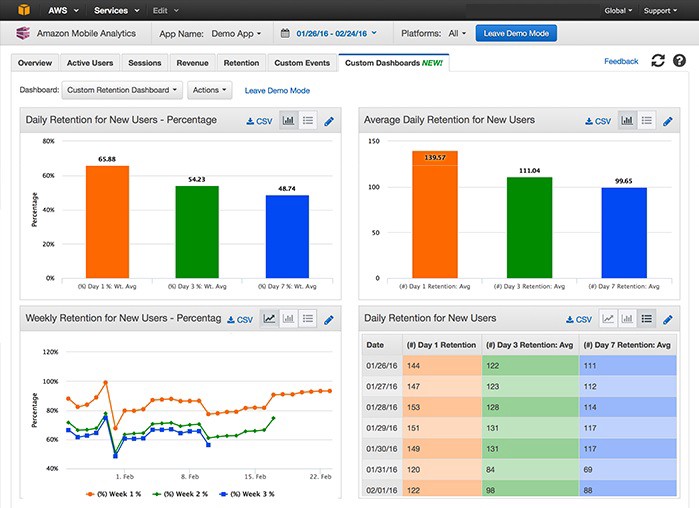 AWS Services Edit Global Support
Amazon Mobile Analytics App Name: Demo App 01/26/16 - 02/24/16 Platforms: All Leave Demo Mode
Overview Active Users Sessions Revenue Retention Custom Events Custom Dashboards NEW! Feedback
Dashboard: Custom Retention Dashboard Actions Leave Demo Mode
Daily Retention for New Users - Percentage CSV
80%
60%
40%
20%
0%
Percentage
65.88
54.23
48.74
(%) Day 1 %: Wt. Avg (%) Day 3 %: Wt. Avg (%) Day 7 %: Wt. Avg
Average Daily Retention for New Users CSV
150
100
50
0
139.57
111.04
99.65
(#) Day 1 Retention: Avg (#) Day 3 Retention: Avg (#) Day 7 Retention: Avg
Weekly Retention for New Users - Percentag CSV
120%
100%
80%
60%
40%
Percentage
1. Feb 8. Feb 15. Feb 22. Feb
(%) Week 1 % (%) Week 2 % (%) Week 3 %
Daily Retention for New Users CSV
Date (#) Day 1 Retention (#) Day 3 Retention: Avg (#) Day 7 Retention: Avg
01/26/16 144 122 111
01/27/16 147 123 112
01/28/16 153 128 114
01/29/16 151 131 117
01/30/16 149 131 117
01/31/16 120 84 69
02/01/16 122 98 88